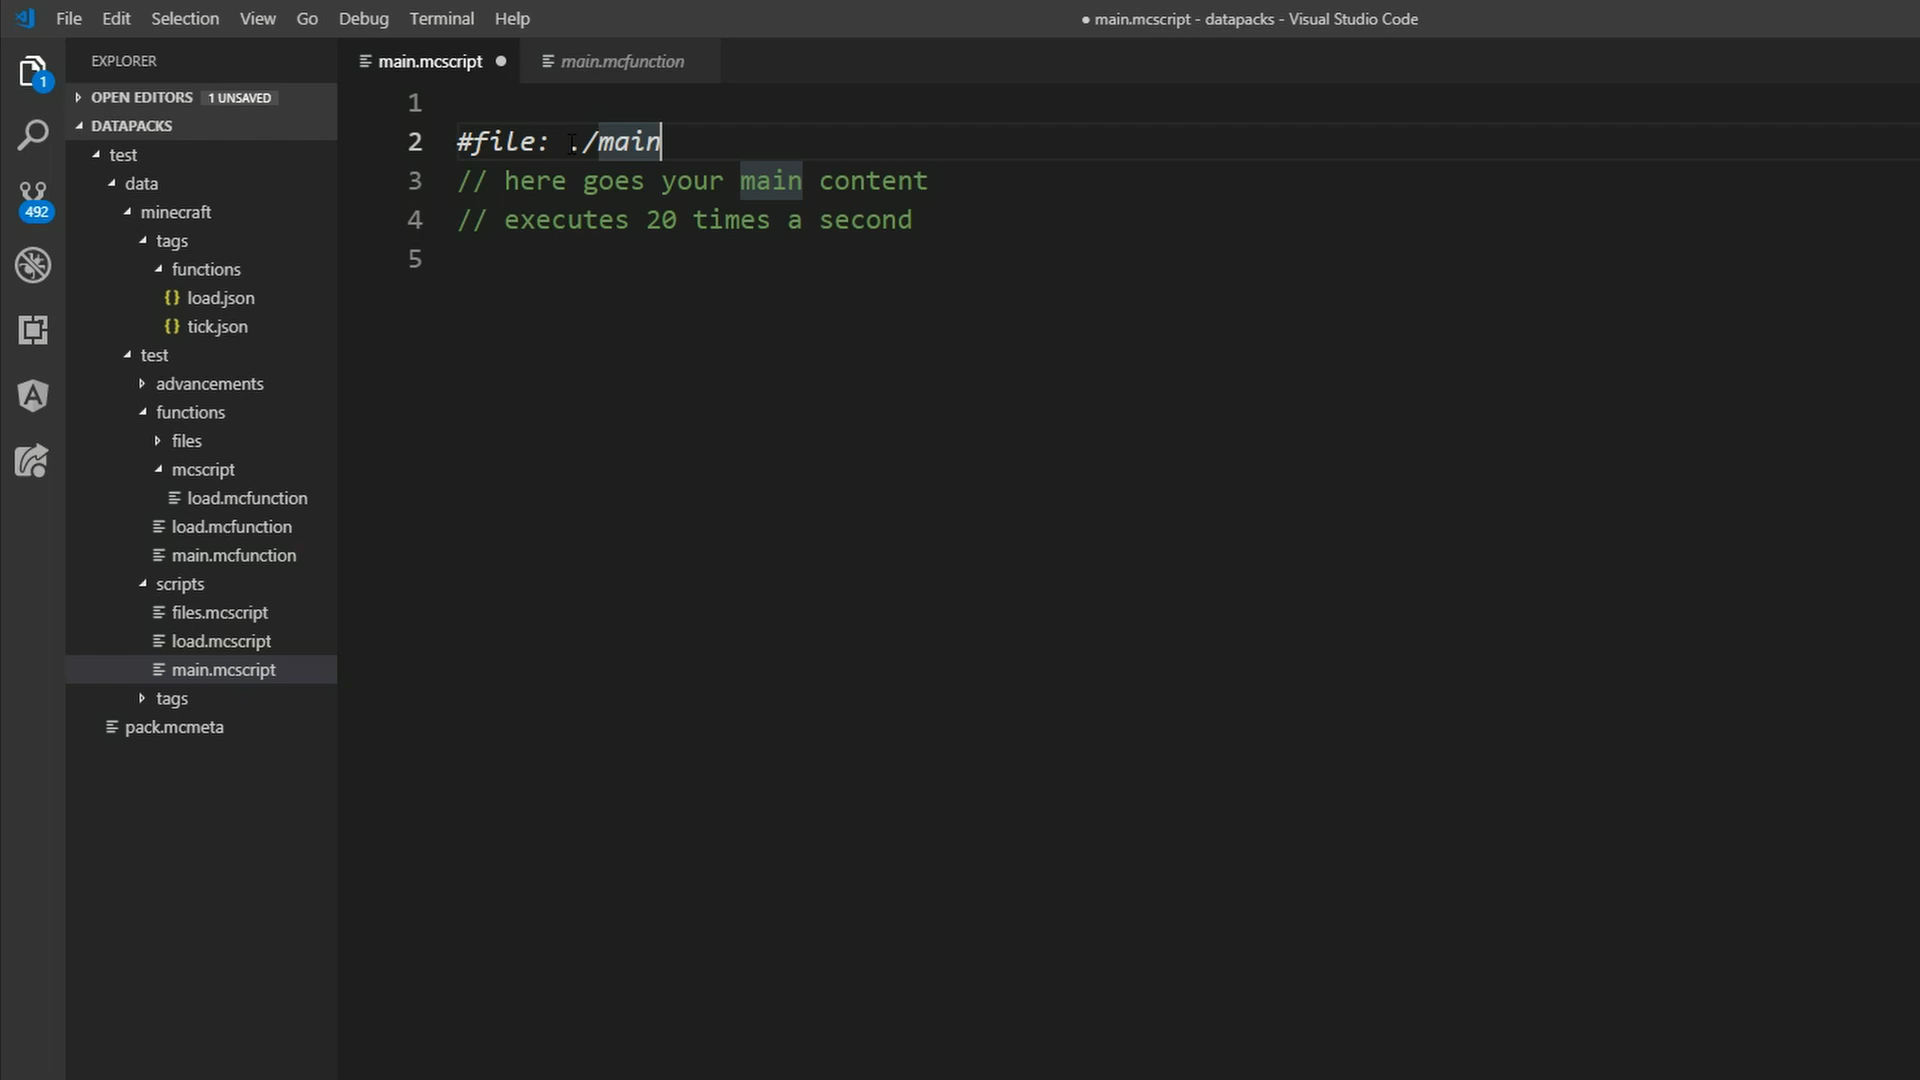 File Edit Selection View Go Debug Terminal Help
● main.mcscript - datapacks - Visual Studio Code
EXPLORER
main.mcscript ●
main.mcfunction
OPEN EDITORS 1 UNSAVED
DATAPACKS
test
data
minecraft
tags
functions
{} load.json
{} tick.json
test
advancements
functions
files
mcscript
load.mcfunction
load.mcfunction
main.mcfunction
scripts
files.mcscript
load.mcscript
main.mcscript
tags
pack.mcmeta
1
492
1
2 #file: ./main
3 // here goes your main content
4 // executes 20 times a second
5